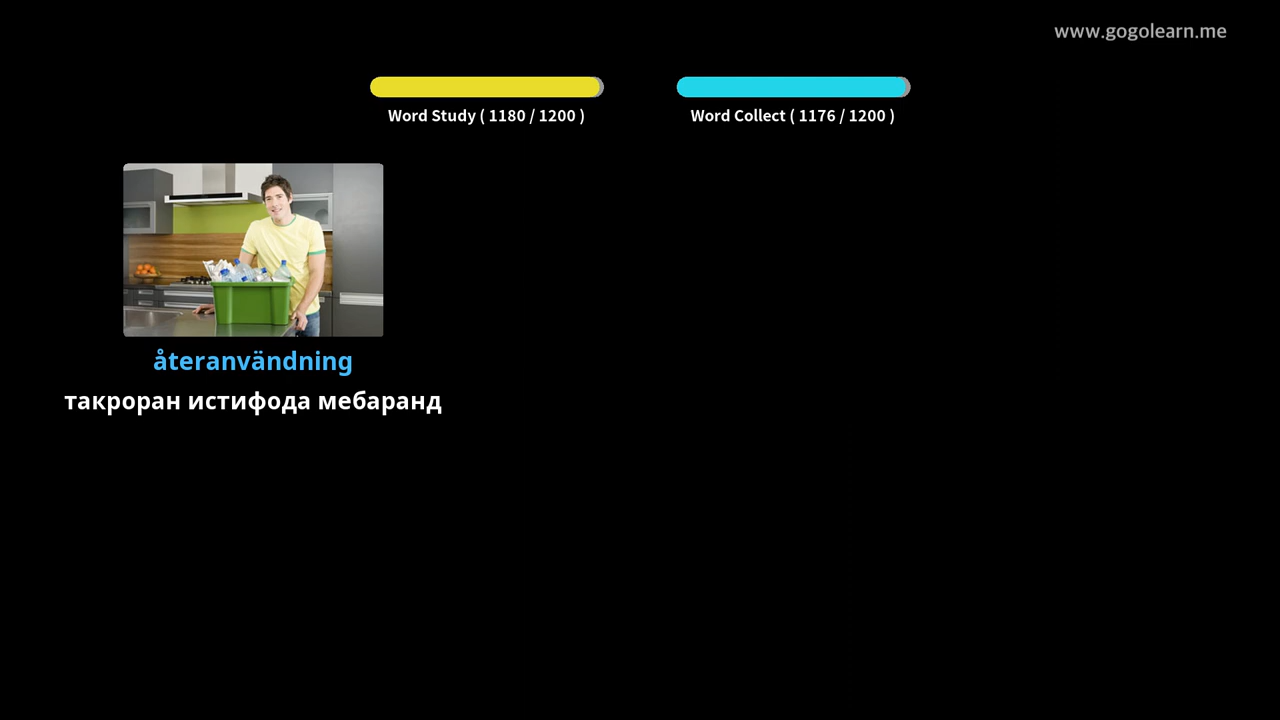 www.gogolearn.me
Word Study ( 1180 / 1200 )
Word Collect ( 1176 / 1200 )
återanvändning
такроран истифода мебаранд